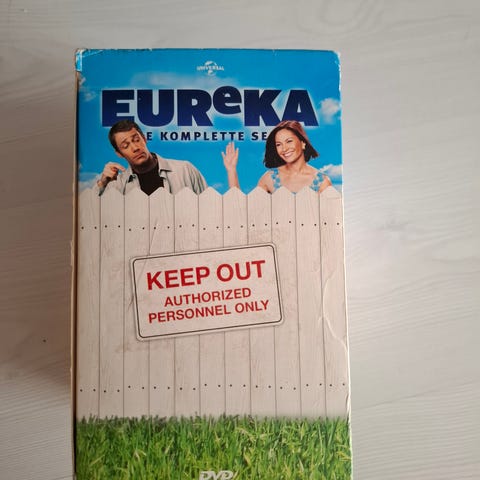 UNIVERSAL
EUReKA
E KOMPLETTE SE
KEEP OUT
AUTHORIZED
PERSONNEL ONLY
DVD